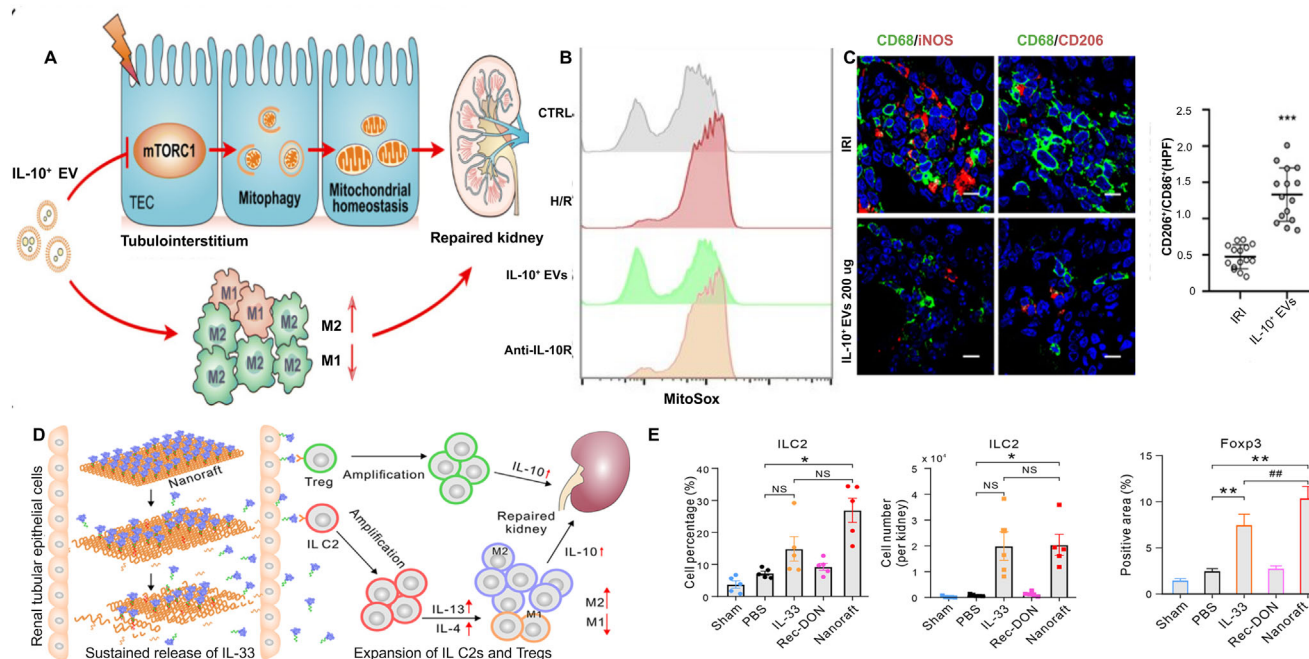 A
mTORC1
IL-10⁺ EV
TEC
Mitophagy
Mitochondrial
homeostasis
Tubulointerstitium
Repaired kidney
M1
M1
M2
M2
M2
M2
M2
M2
M1
B
CTRL
H/R
IL-10⁺ EVs
Anti-IL-10R
MitoSox
C
CD68/iNOS
CD68/CD206
IRI
IL-10⁺ EVs 200 ug
CD206⁺/CD86⁺(HPF)
2.5
2.0
1.5
1.0
0.5
0
***
IRI
IL-10⁺ EVs
D
Renal tubular epithelial cells
Nanoraft
Sustained release of IL-33
Treg
Amplification
IL-10
Repaired
kidney
IL C2
Amplification
IL-13
IL-4
M2
M1
IL-10
M2
M1
Expansion of IL C2s and Tregs
E
ILC2
Cell percentage (%)
40
30
20
10
0
*
NS
NS
Sham
PBS
IL-33
Rec-DON
Nanoraft
ILC2
x 10⁴
Cell number
(per kidney)
5
4
3
2
1
0
*
NS
NS
Sham
PBS
IL-33
Rec-DON
Nanoraft
Foxp3
Positive area (%)
15
10
5
0
**
##
**
Sham
PBS
IL-33
Rec-DON
Nanoraft